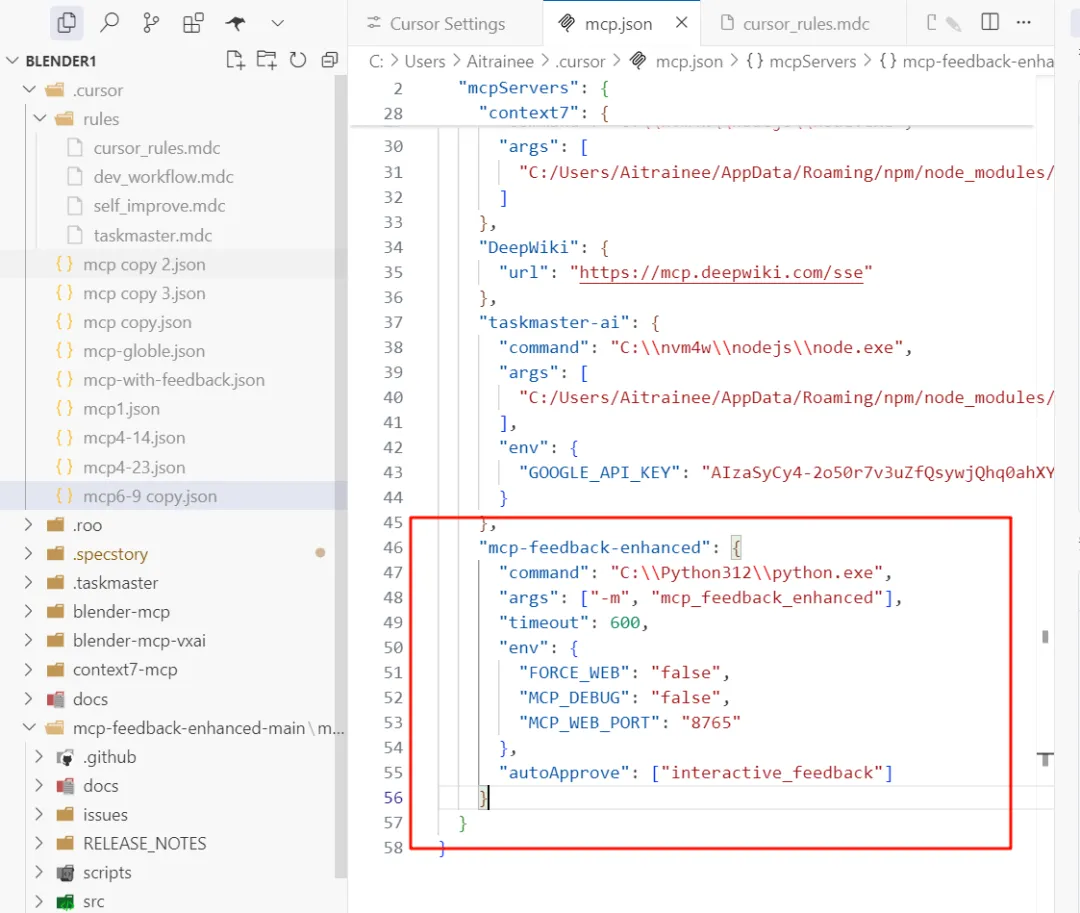 Cursor Settings
mcp.json
cursor_rules.mdc
BLENDER1
.cursor
rules
cursor_rules.mdc
dev_workflow.mdc
self_improve.mdc
taskmaster.mdc
mcp copy 2.json
mcp copy 3.json
mcp copy.json
mcp-globle.json
mcp-with-feedback.json
mcp1.json
mcp4-14.json
mcp4-23.json
mcp6-9 copy.json
.roo
.specstory
.taskmaster
blender-mcp
blender-mcp-vxai
context7-mcp
docs
mcp-feedback-enhanced-main\m...
.github
docs
issues
RELEASE_NOTES
scripts
src
C: > Users > Aitrainee > .cursor > mcp.json > {} mcpServers > {} mcp-feedback-enha
2 "mcpServers": {
28 "context7": {
30 "args": [
31 "C:/Users/Aitrainee/AppData/Roaming/npm/node_modules/
32 ]
33 },
34 "DeepWiki": {
35 "url": "https://mcp.deepwiki.com/sse"
36 },
37 "taskmaster-ai": {
38 "command": "C:\\nvm4w\\nodejs\\node.exe",
39 "args": [
40 "C:/Users/Aitrainee/AppData/Roaming/npm/node_modules/
41 ],
42 "env": {
43 "GOOGLE_API_KEY": "AIzaSyCy4-2o50r7v3uZfQsywjQhq0ahXY
44 }
45 },
46 "mcp-feedback-enhanced": {
47 "command": "C:\\Python312\\python.exe",
48 "args": ["-m", "mcp_feedback_enhanced"],
49 "timeout": 600,
50 "env": {
51 "FORCE_WEB": "false",
52 "MCP_DEBUG": "false",
53 "MCP_WEB_PORT": "8765"
54 },
55 "autoApprove": ["interactive_feedback"]
56 }
57 }
58 }